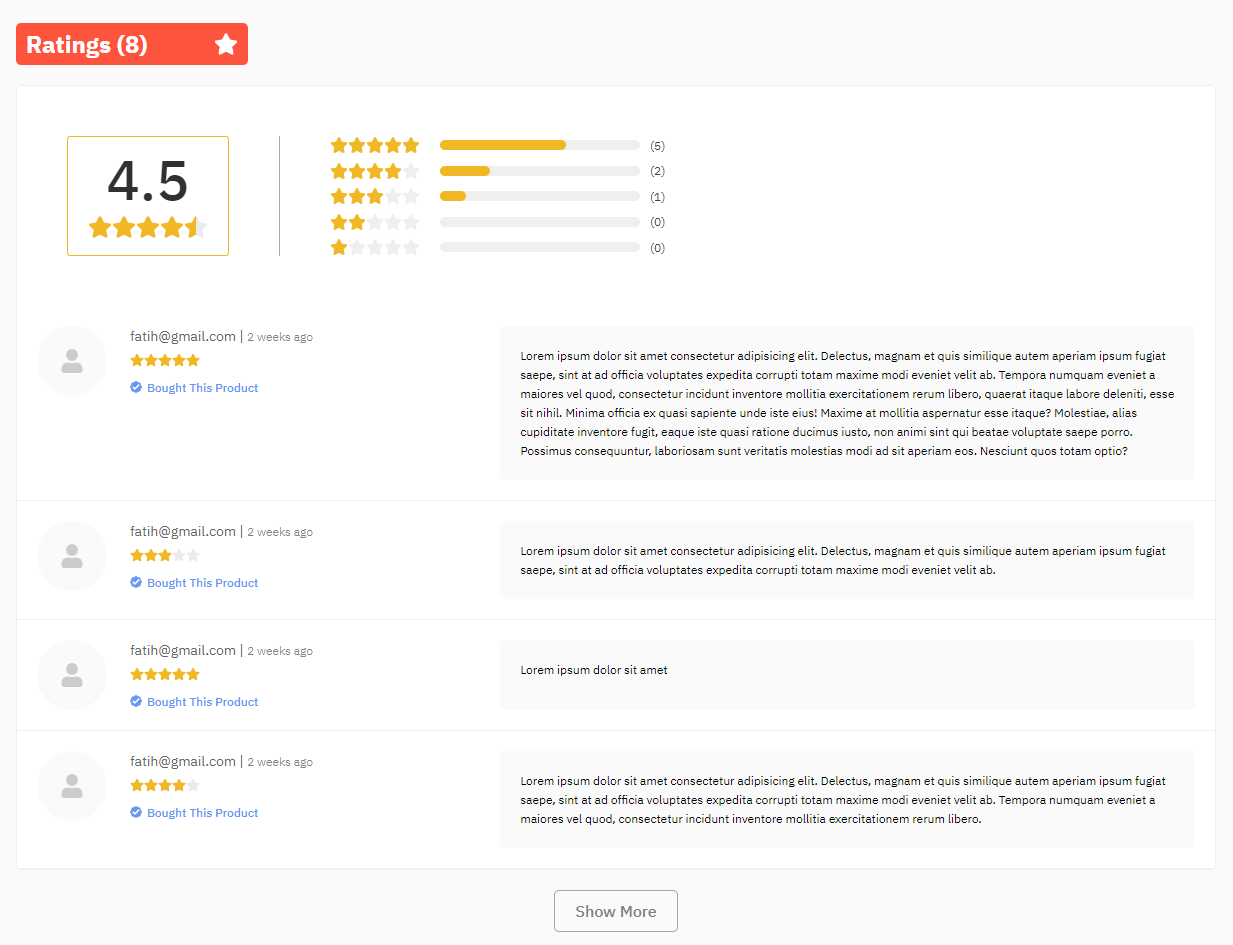 Ratings (8)
4.5
(5)
(2)
(1)
(0)
(0)
fatih@gmail.com | 2 weeks ago
Bought This Product
Lorem ipsum dolor sit amet consectetur adipisicing elit. Delectus, magnam et quis similique autem aperiam ipsum fugiat
saepe, sint at ad officia voluptates expedita corrupti totam maxime modi eveniet velit ab. Tempora numquam eveniet a
maiores vel quod, consectetur incidunt inventore mollitia exercitationem rerum libero, quaerat itaque labore deleniti, esse
sit nihil. Minima officia ex quasi sapiente unde iste eius! Maxime at mollitia aspernatur esse itaque? Molestiae, alias
cupiditate inventore fugit, eaque iste quasi ratione ducimus iusto, non animi sint qui beatae voluptate saepe porro.
Possimus consequuntur, laboriosam sunt veritatis molestias modi ad sit aperiam eos. Nesciunt quos totam optio?
fatih@gmail.com | 2 weeks ago
Bought This Product
Lorem ipsum dolor sit amet consectetur adipisicing elit. Delectus, magnam et quis similique autem aperiam ipsum fugiat
saepe, sint at ad officia voluptates expedita corrupti totam maxime modi eveniet velit ab.
fatih@gmail.com | 2 weeks ago
Bought This Product
Lorem ipsum dolor sit amet
fatih@gmail.com | 2 weeks ago
Bought This Product
Lorem ipsum dolor sit amet consectetur adipisicing elit. Delectus, magnam et quis similique autem aperiam ipsum fugiat
saepe, sint at ad officia voluptates expedita corrupti totam maxime modi eveniet velit ab. Tempora numquam eveniet a
maiores vel quod, consectetur incidunt inventore mollitia exercitationem rerum libero.
Show More